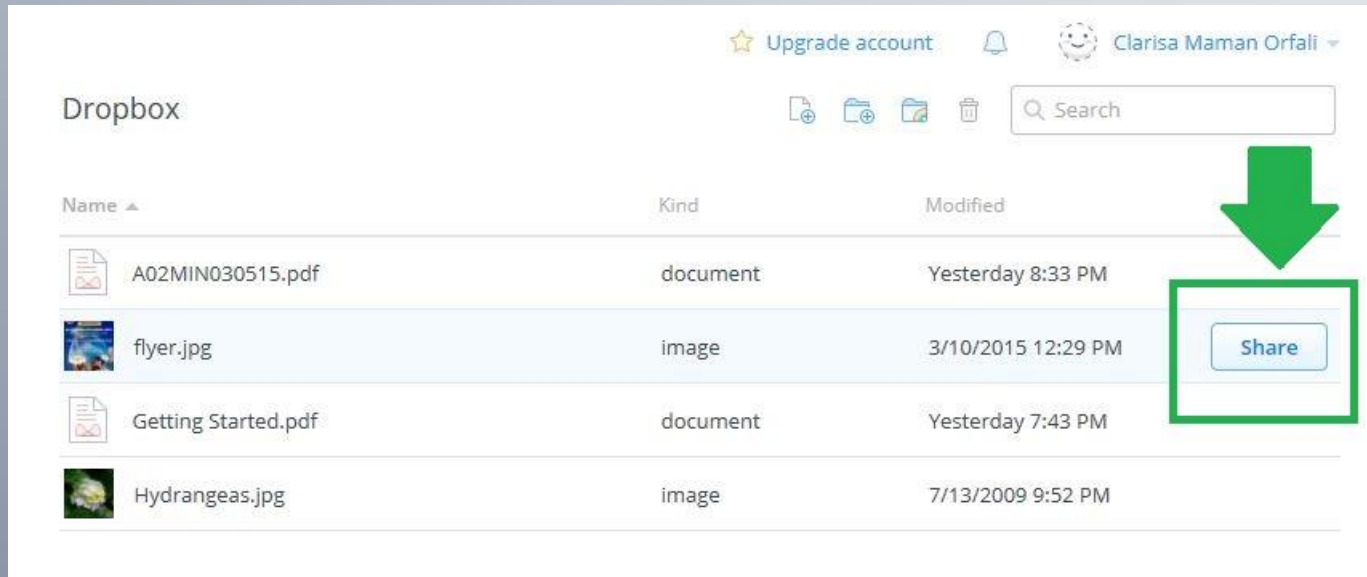 Upgrade account Clarisa Maman Orfali
Dropbox Search
Name Kind Modified
A02MIN030515.pdf document Yesterday 8:33 PM
flyer.jpg image 3/10/2015 12:29 PM Share
Getting Started.pdf document Yesterday 7:43 PM
Hydrangeas.jpg image 7/13/2009 9:52 PM